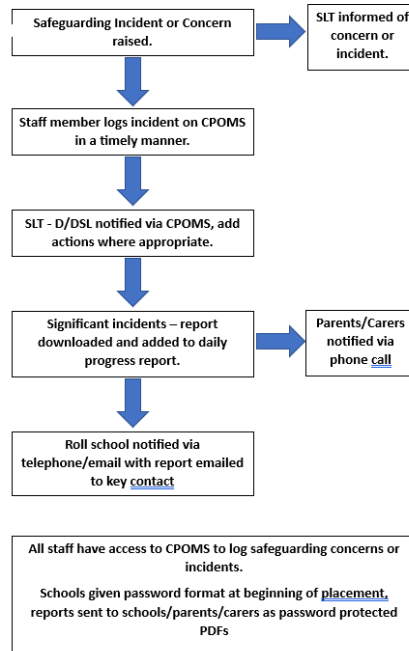 Safeguarding Incident or Concern
raised.
SLT informed of
concern or
incident.
Staff member logs incident on CPOMS
in a timely manner.
SLT - D/DSL notified via CPOMS, add
actions where appropriate.
Significant incidents – report
downloaded and added to daily
progress report.
Parents/Carers
notified via
phone call
Roll school notified via
telephone/email with report emailed
to key contact
All staff have access to CPOMS to log safeguarding concerns or
incidents.
Schools given password format at beginning of placement,
reports sent to schools/parents/carers as password protected
PDFs